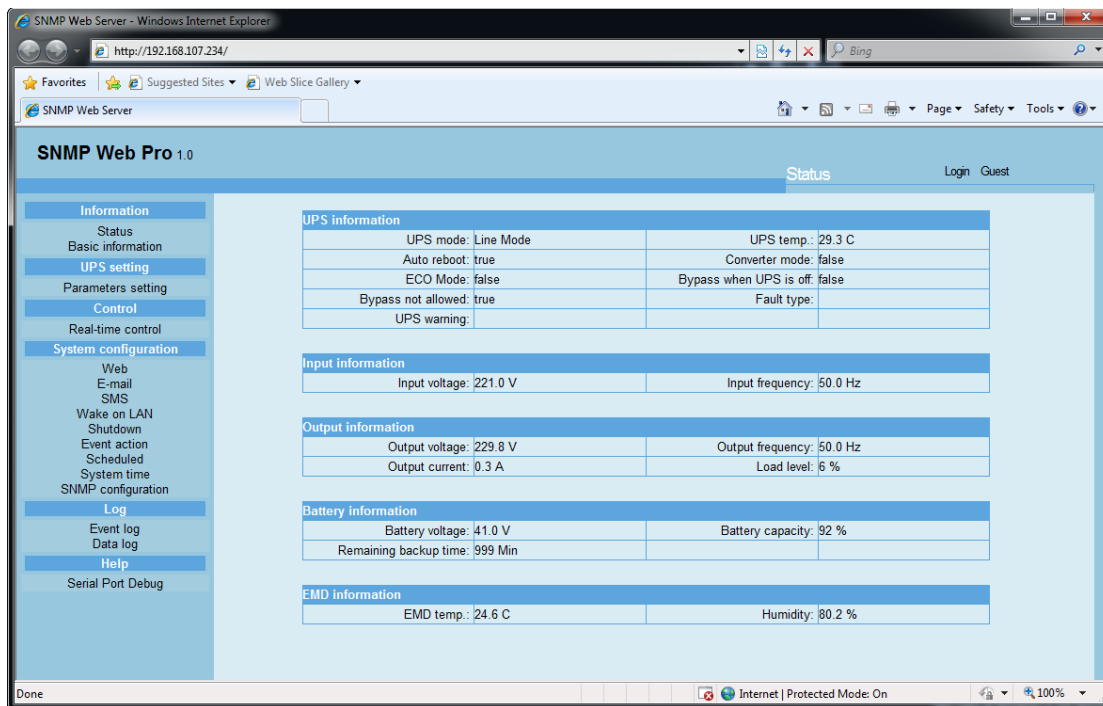 SNMP Web Server - Windows Internet Explorer
http://192.168.107.234/
Bing
Favorites Suggested Sites Web Slice Gallery
SNMP Web Server
Page Safety Tools
SNMP Web Pro 1.0
Status
Login Guest
Information
Status
Basic information
UPS setting
Parameters setting
Control
Real-time control
System configuration
Web
E-mail
SMS
Wake on LAN
Shutdown
Event action
Scheduled
System time
SNMP configuration
Log
Event log
Data log
Help
Serial Port Debug
UPS information
UPS mode: Line Mode UPS temp.: 29.3 C
Auto reboot: true Converter mode: false
ECO Mode: false Bypass when UPS is off: false
Bypass not allowed: true Fault type:
UPS warning:
Input information
Input voltage: 221.0 V Input frequency: 50.0 Hz
Output information
Output voltage: 229.8 V Output frequency: 50.0 Hz
Output current: 0.3 A Load level: 6 %
Battery information
Battery voltage: 41.0 V Battery capacity: 92 %
Remaining backup time: 999 Min
EMD information
EMD temp.: 24.6 C Humidity: 80.2 %
Done
Internet | Protected Mode: On
100%